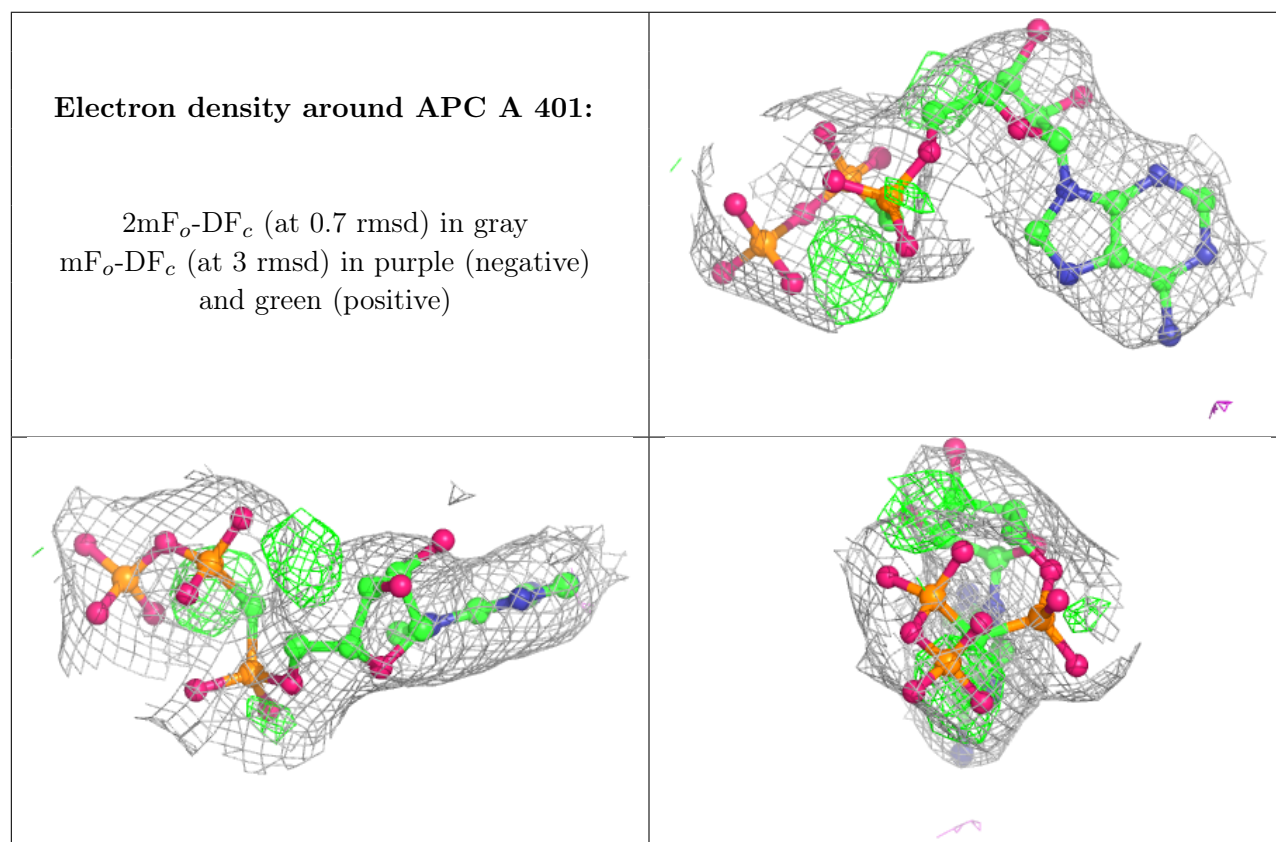 Electron density around APC A 401:
2mFo-DFc (at 0.7 rmsd) in gray
mFo-DFc (at 3 rmsd) in purple (negative)
and green (positive)